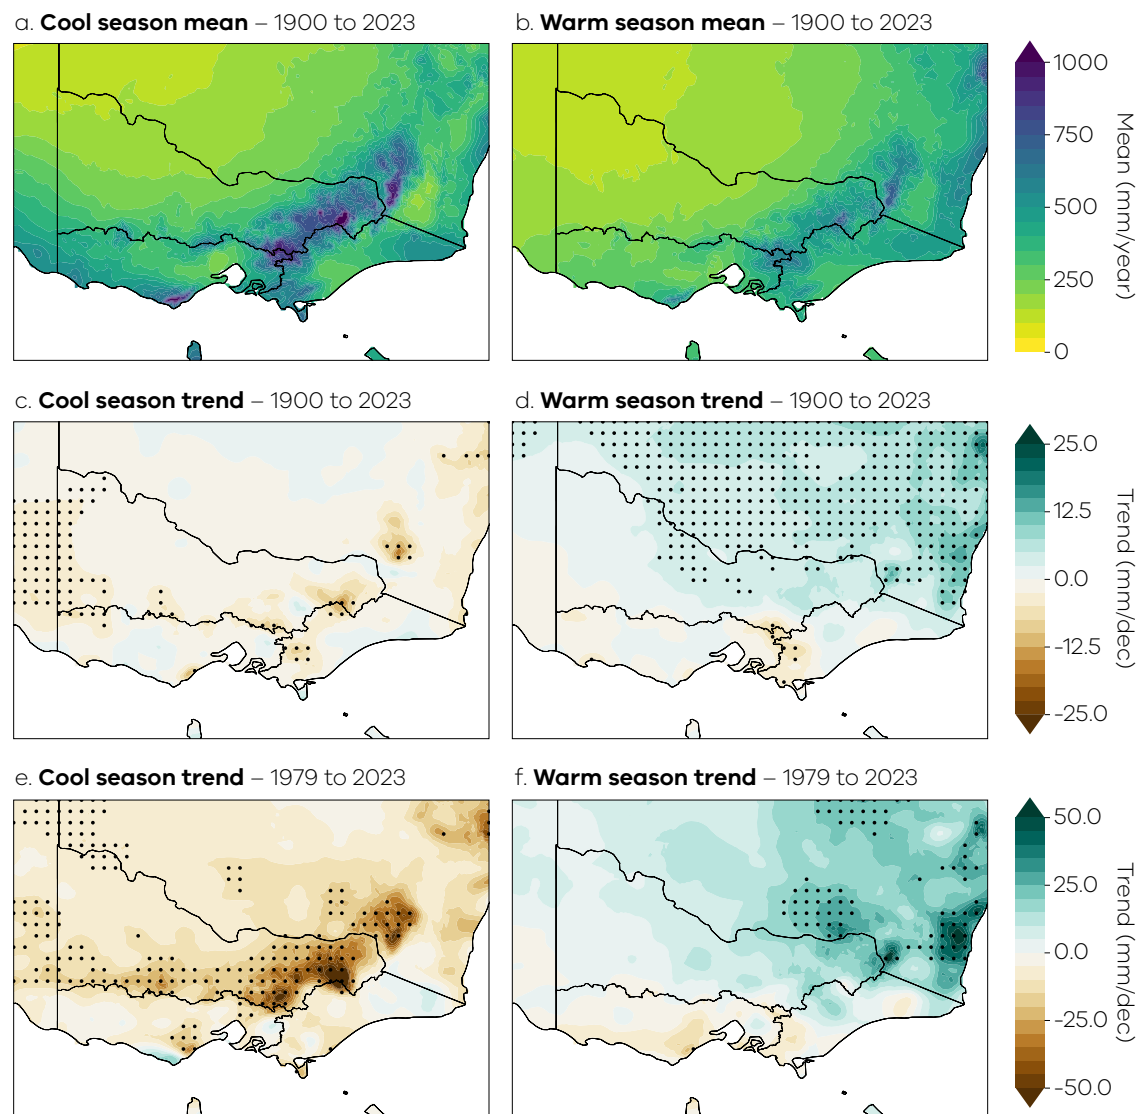 a. Cool season mean – 1900 to 2023
b. Warm season mean – 1900 to 2023
1000
750
500
250
0
Mean (mm/year)
c. Cool season trend – 1900 to 2023
d. Warm season trend – 1900 to 2023
25.0
12.5
0.0
-12.5
-25.0
Trend (mm/dec)
e. Cool season trend – 1979 to 2023
f. Warm season trend – 1979 to 2023
50.0
25.0
0.0
-25.0
-50.0
Trend (mm/dec)